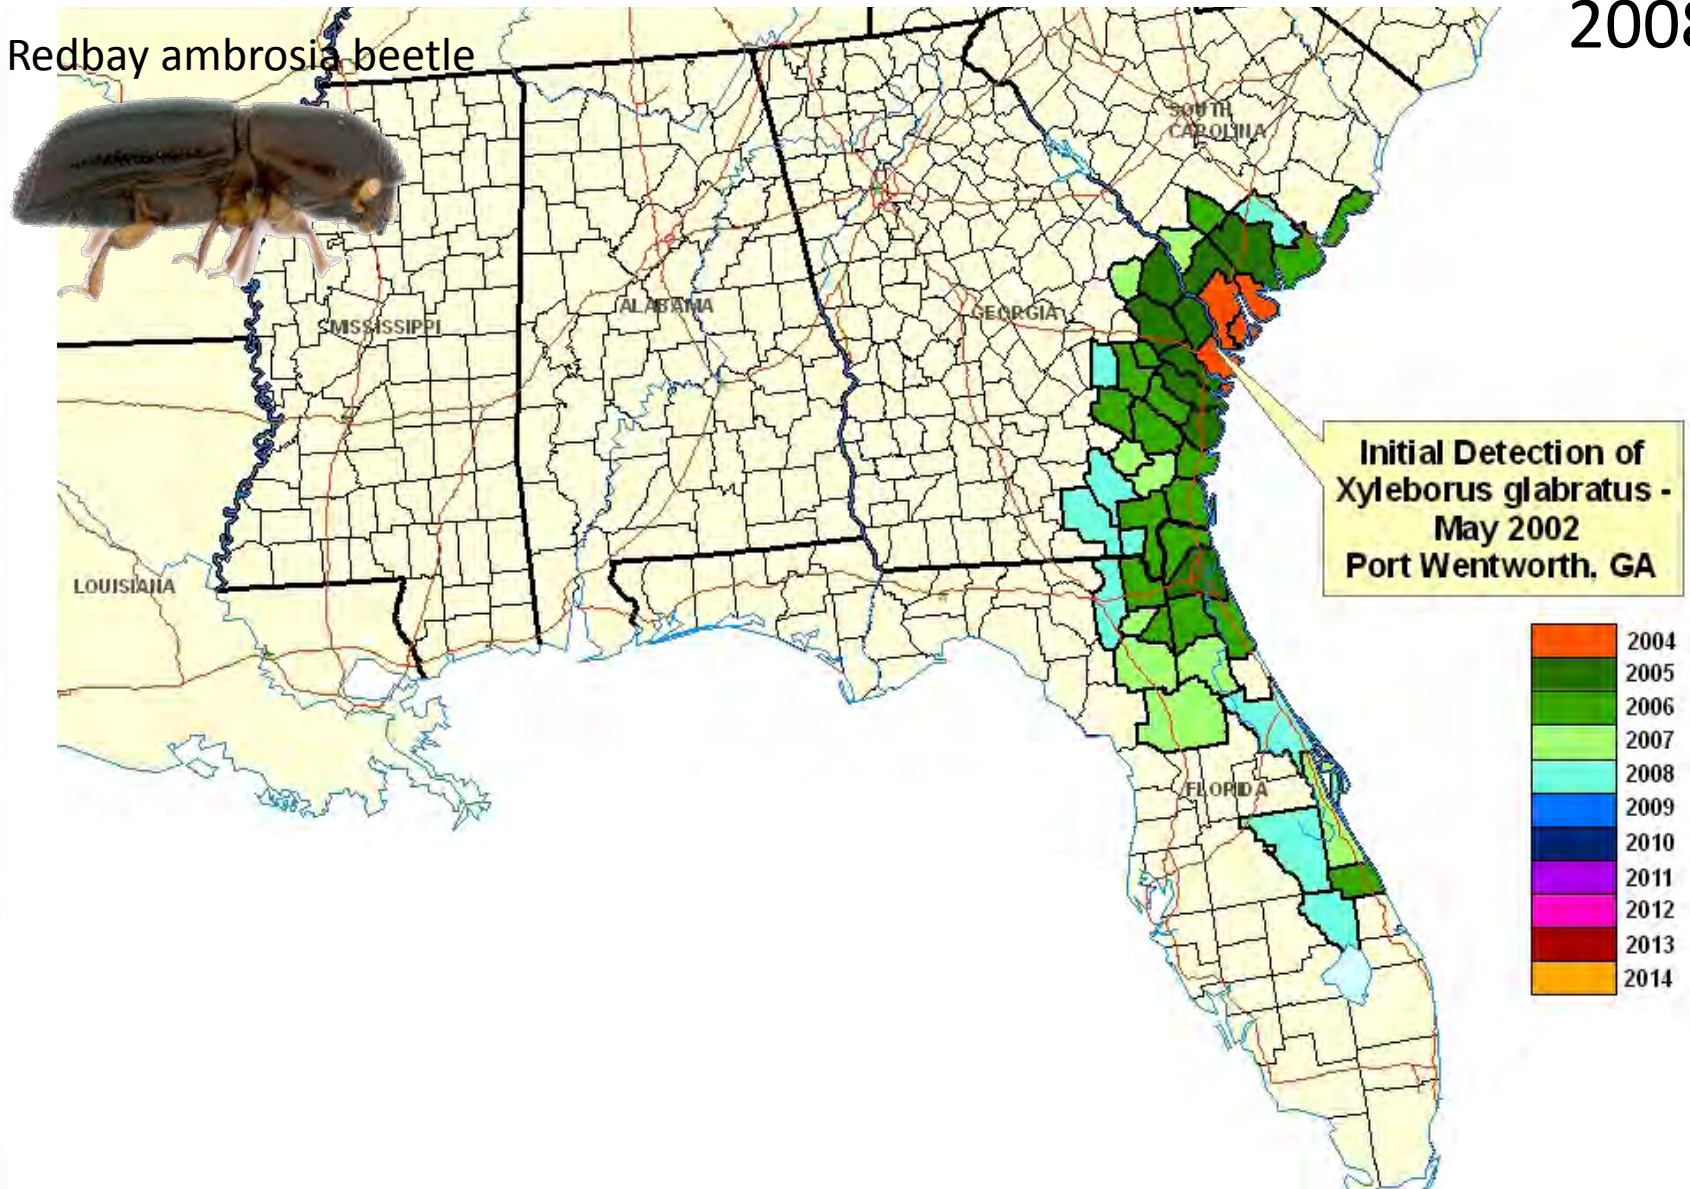 2008
Redbay ambrosia beetle
SOUTH
CAROLINA
MISSISSIPPI
ALABAMA
GEORGIA
Initial Detection of
Xyleborus glabratus -
May 2002
Port Wentworth, GA
LOUISIANA
FLORIDA
2004
2005
2006
2007
2008
2009
2010
2011
2012
2013
2014